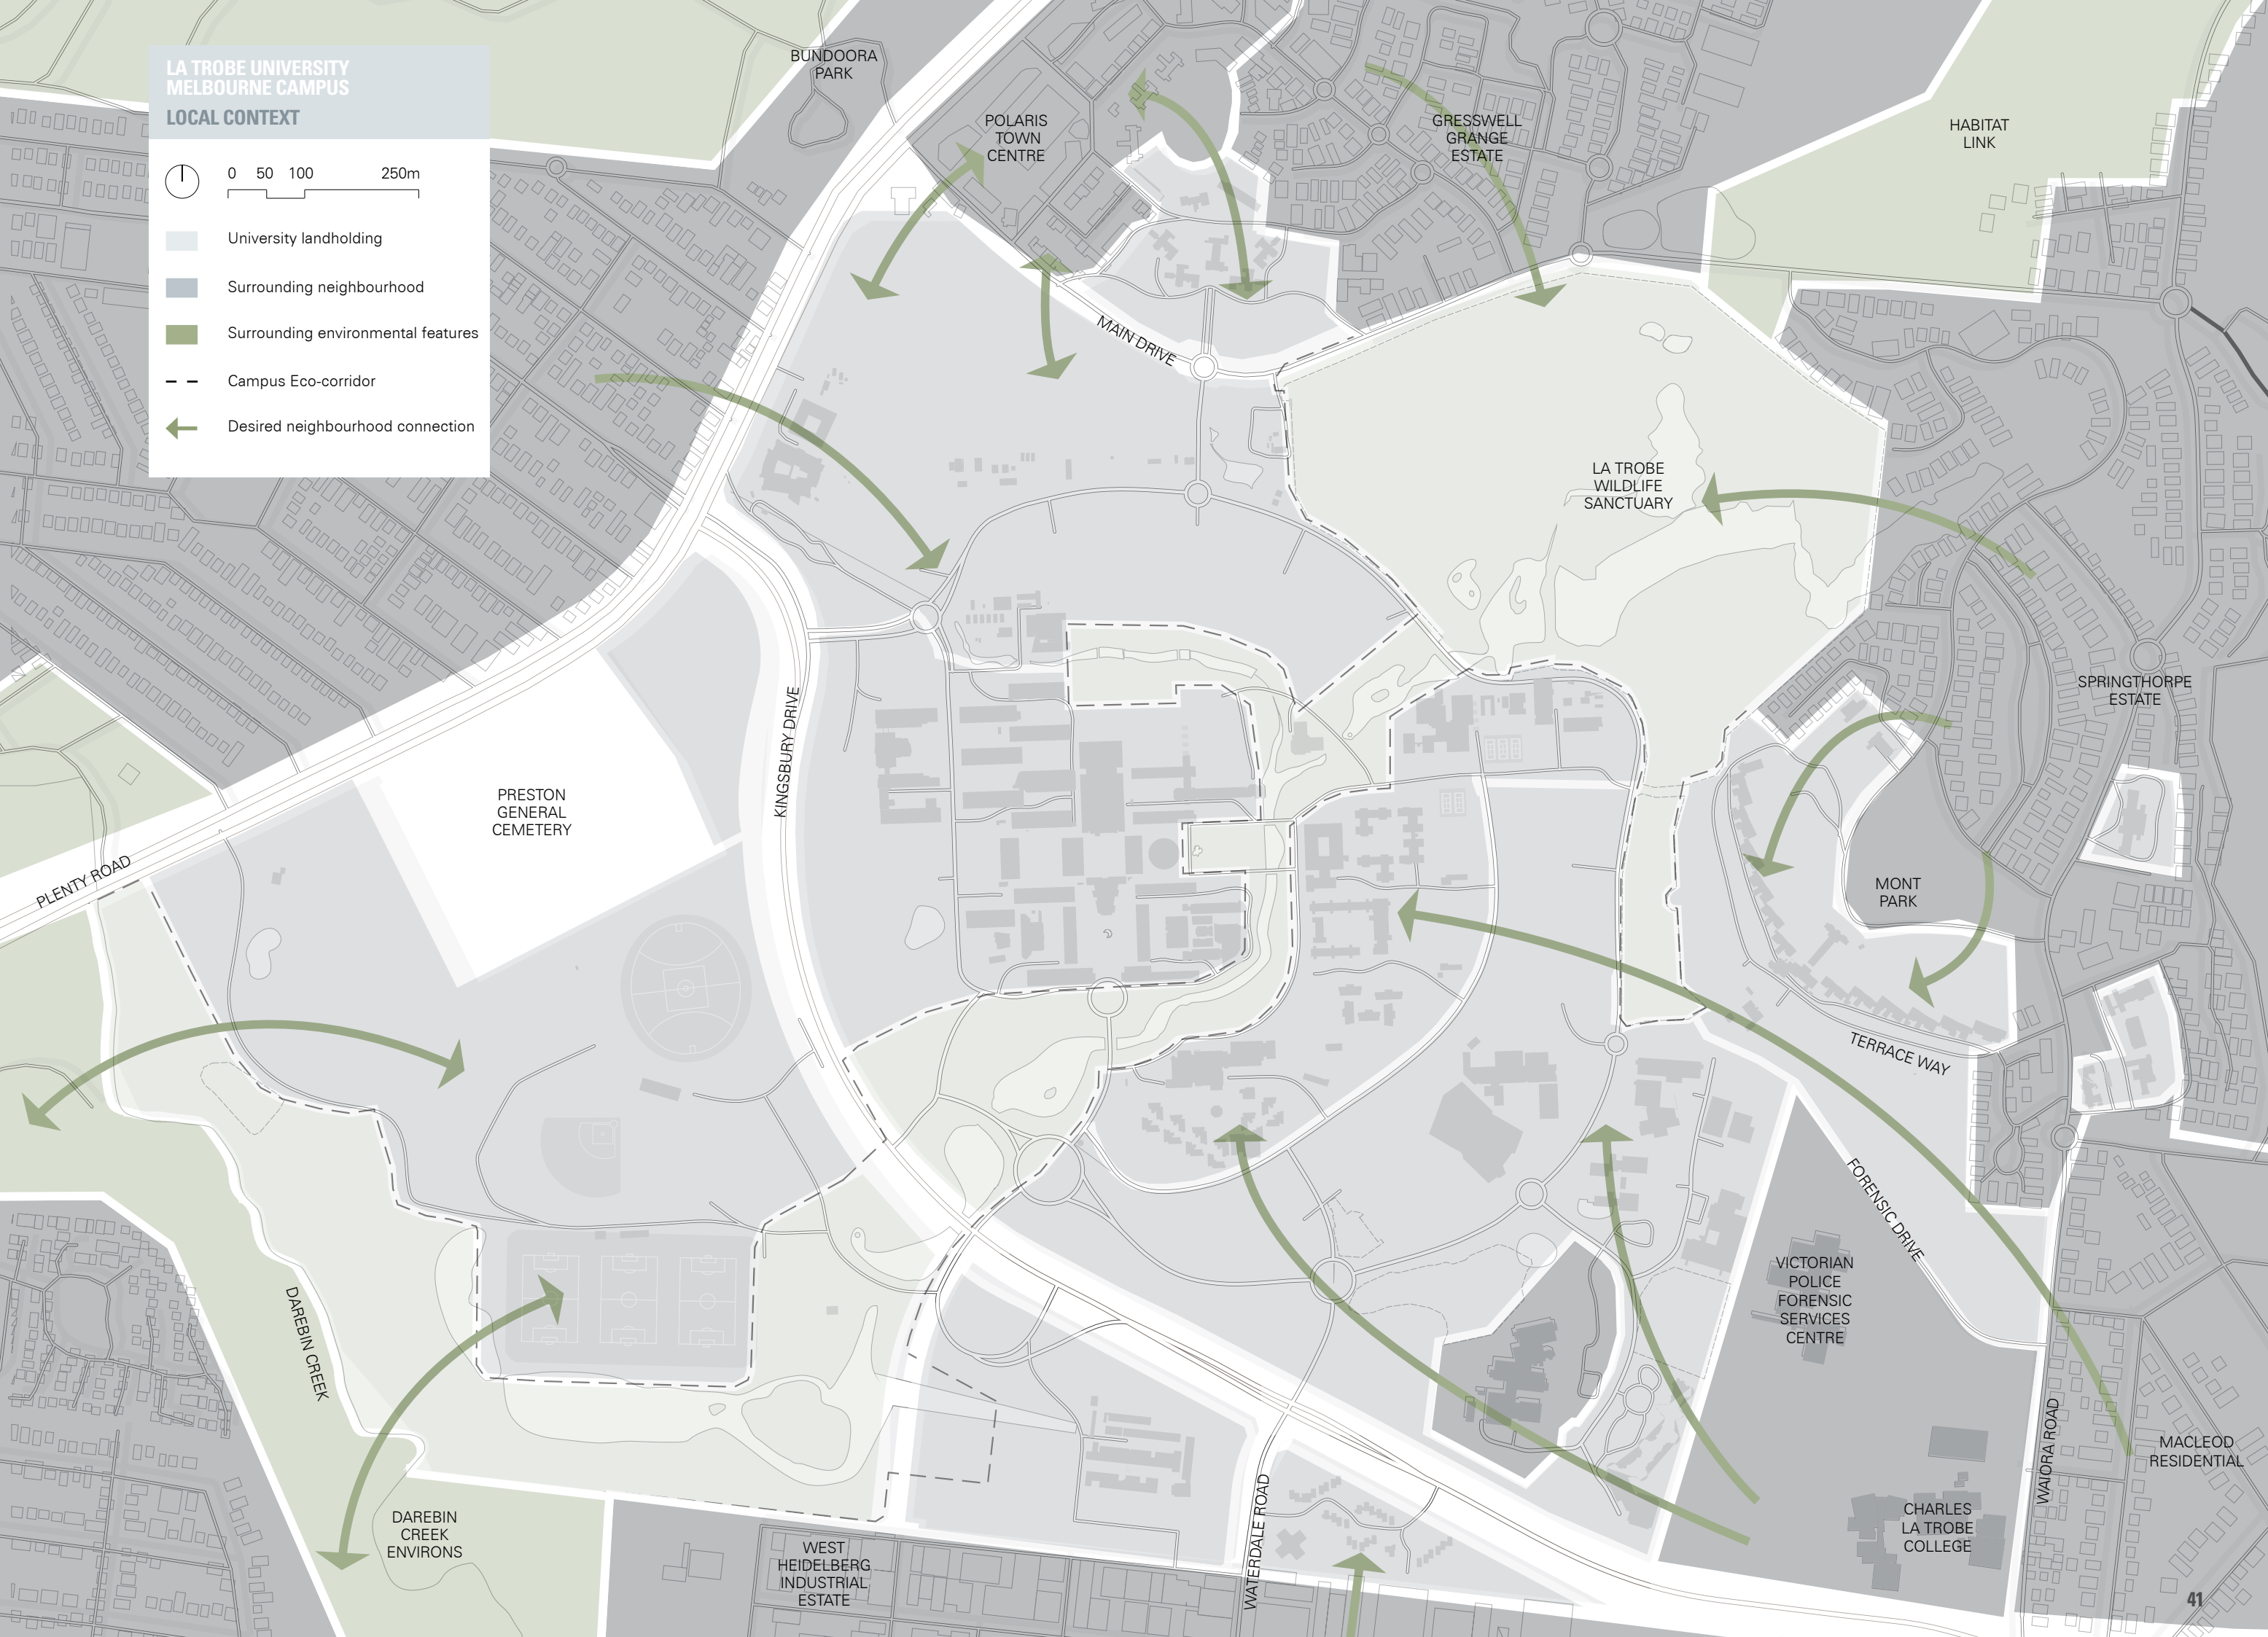 LA TROBE UNIVERSITY
MELBOURNE CAMPUS
LOCAL CONTEXT
0 50 100 250m
University landholding
Surrounding neighbourhood
Surrounding environmental features
Campus Eco-corridor
Desired neighbourhood connection
BUNDOORA
PARK
POLARIS
TOWN
CENTRE
GRESSWELL
GRANGE
ESTATE
HABITAT
LINK
MAIN DRIVE
LA TROBE
WILDLIFE
SANCTUARY
SPRINGTHORPE
ESTATE
KINGSBURY DRIVE
PRESTON
GENERAL
CEMETERY
PLENTY ROAD
MONT
PARK
TERRACE WAY
FORENSIC DRIVE
VICTORIAN
POLICE
FORENSIC
SERVICES
CENTRE
DAREBIN CREEK
WAIORA ROAD
MACLEOD
RESIDENTIAL
DAREBIN
CREEK
ENVIRONS
WEST
HEIDELBERG
INDUSTRIAL
ESTATE
WATERDALE ROAD
CHARLES
LA TROBE
COLLEGE
41